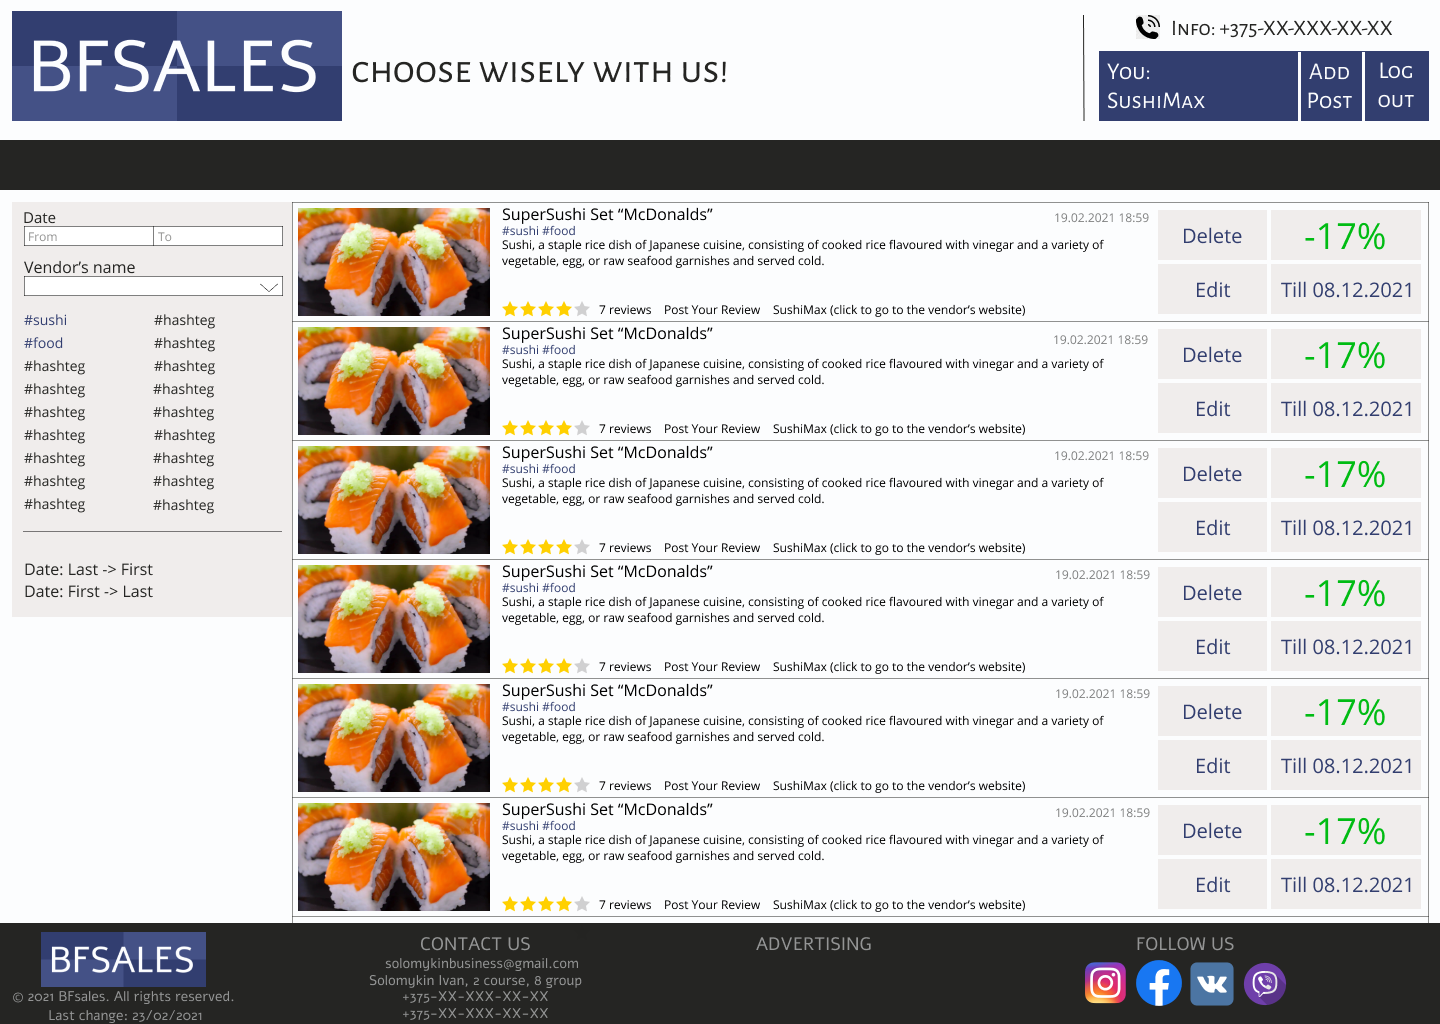 BFSALES
CHOOSE WISELY WITH US!
Info: +375-XX-XXX-XX-XX
You:
SushiMax
Add
Post
Log
out
Date
From To
Vendor's name
#sushi #hashteg
#food #hashteg
#hashteg #hashteg
#hashteg #hashteg
#hashteg #hashteg
#hashteg #hashteg
#hashteg #hashteg
#hashteg #hashteg
#hashteg #hashteg
Date: Last -> First
Date: First -> Last
SuperSushi Set “McDonalds”
19.02.2021 18:59
#sushi #food
Sushi, a staple rice dish of Japanese cuisine, consisting of cooked rice flavoured with vinegar and a variety of
vegetable, egg, or raw seafood garnishes and served cold.
7 reviews Post Your Review SushiMax (click to go to the vendor's website)
Delete -17%
Edit Till 08.12.2021
SuperSushi Set “McDonalds”
19.02.2021 18:59
#sushi #food
Sushi, a staple rice dish of Japanese cuisine, consisting of cooked rice flavoured with vinegar and a variety of
vegetable, egg, or raw seafood garnishes and served cold.
7 reviews Post Your Review SushiMax (click to go to the vendor's website)
Delete -17%
Edit Till 08.12.2021
SuperSushi Set “McDonalds”
19.02.2021 18:59
#sushi #food
Sushi, a staple rice dish of Japanese cuisine, consisting of cooked rice flavoured with vinegar and a variety of
vegetable, egg, or raw seafood garnishes and served cold.
7 reviews Post Your Review SushiMax (click to go to the vendor's website)
Delete -17%
Edit Till 08.12.2021
SuperSushi Set “McDonalds”
19.02.2021 18:59
#sushi #food
Sushi, a staple rice dish of Japanese cuisine, consisting of cooked rice flavoured with vinegar and a variety of
vegetable, egg, or raw seafood garnishes and served cold.
7 reviews Post Your Review SushiMax (click to go to the vendor's website)
Delete -17%
Edit Till 08.12.2021
SuperSushi Set “McDonalds”
19.02.2021 18:59
#sushi #food
Sushi, a staple rice dish of Japanese cuisine, consisting of cooked rice flavoured with vinegar and a variety of
vegetable, egg, or raw seafood garnishes and served cold.
7 reviews Post Your Review SushiMax (click to go to the vendor's website)
Delete -17%
Edit Till 08.12.2021
SuperSushi Set “McDonalds”
19.02.2021 18:59
#sushi #food
Sushi, a staple rice dish of Japanese cuisine, consisting of cooked rice flavoured with vinegar and a variety of
vegetable, egg, or raw seafood garnishes and served cold.
7 reviews Post Your Review SushiMax (click to go to the vendor's website)
Delete -17%
Edit Till 08.12.2021
BFSALES
© 2021 BFsales. All rights reserved.
Last change: 23/02/2021
CONTACT US
solomykinbusiness@gmail.com
Solomykin Ivan, 2 course, 8 group
+375-XX-XXX-XX-XX
+375-XX-XXX-XX-XX
ADVERTISING
FOLLOW US